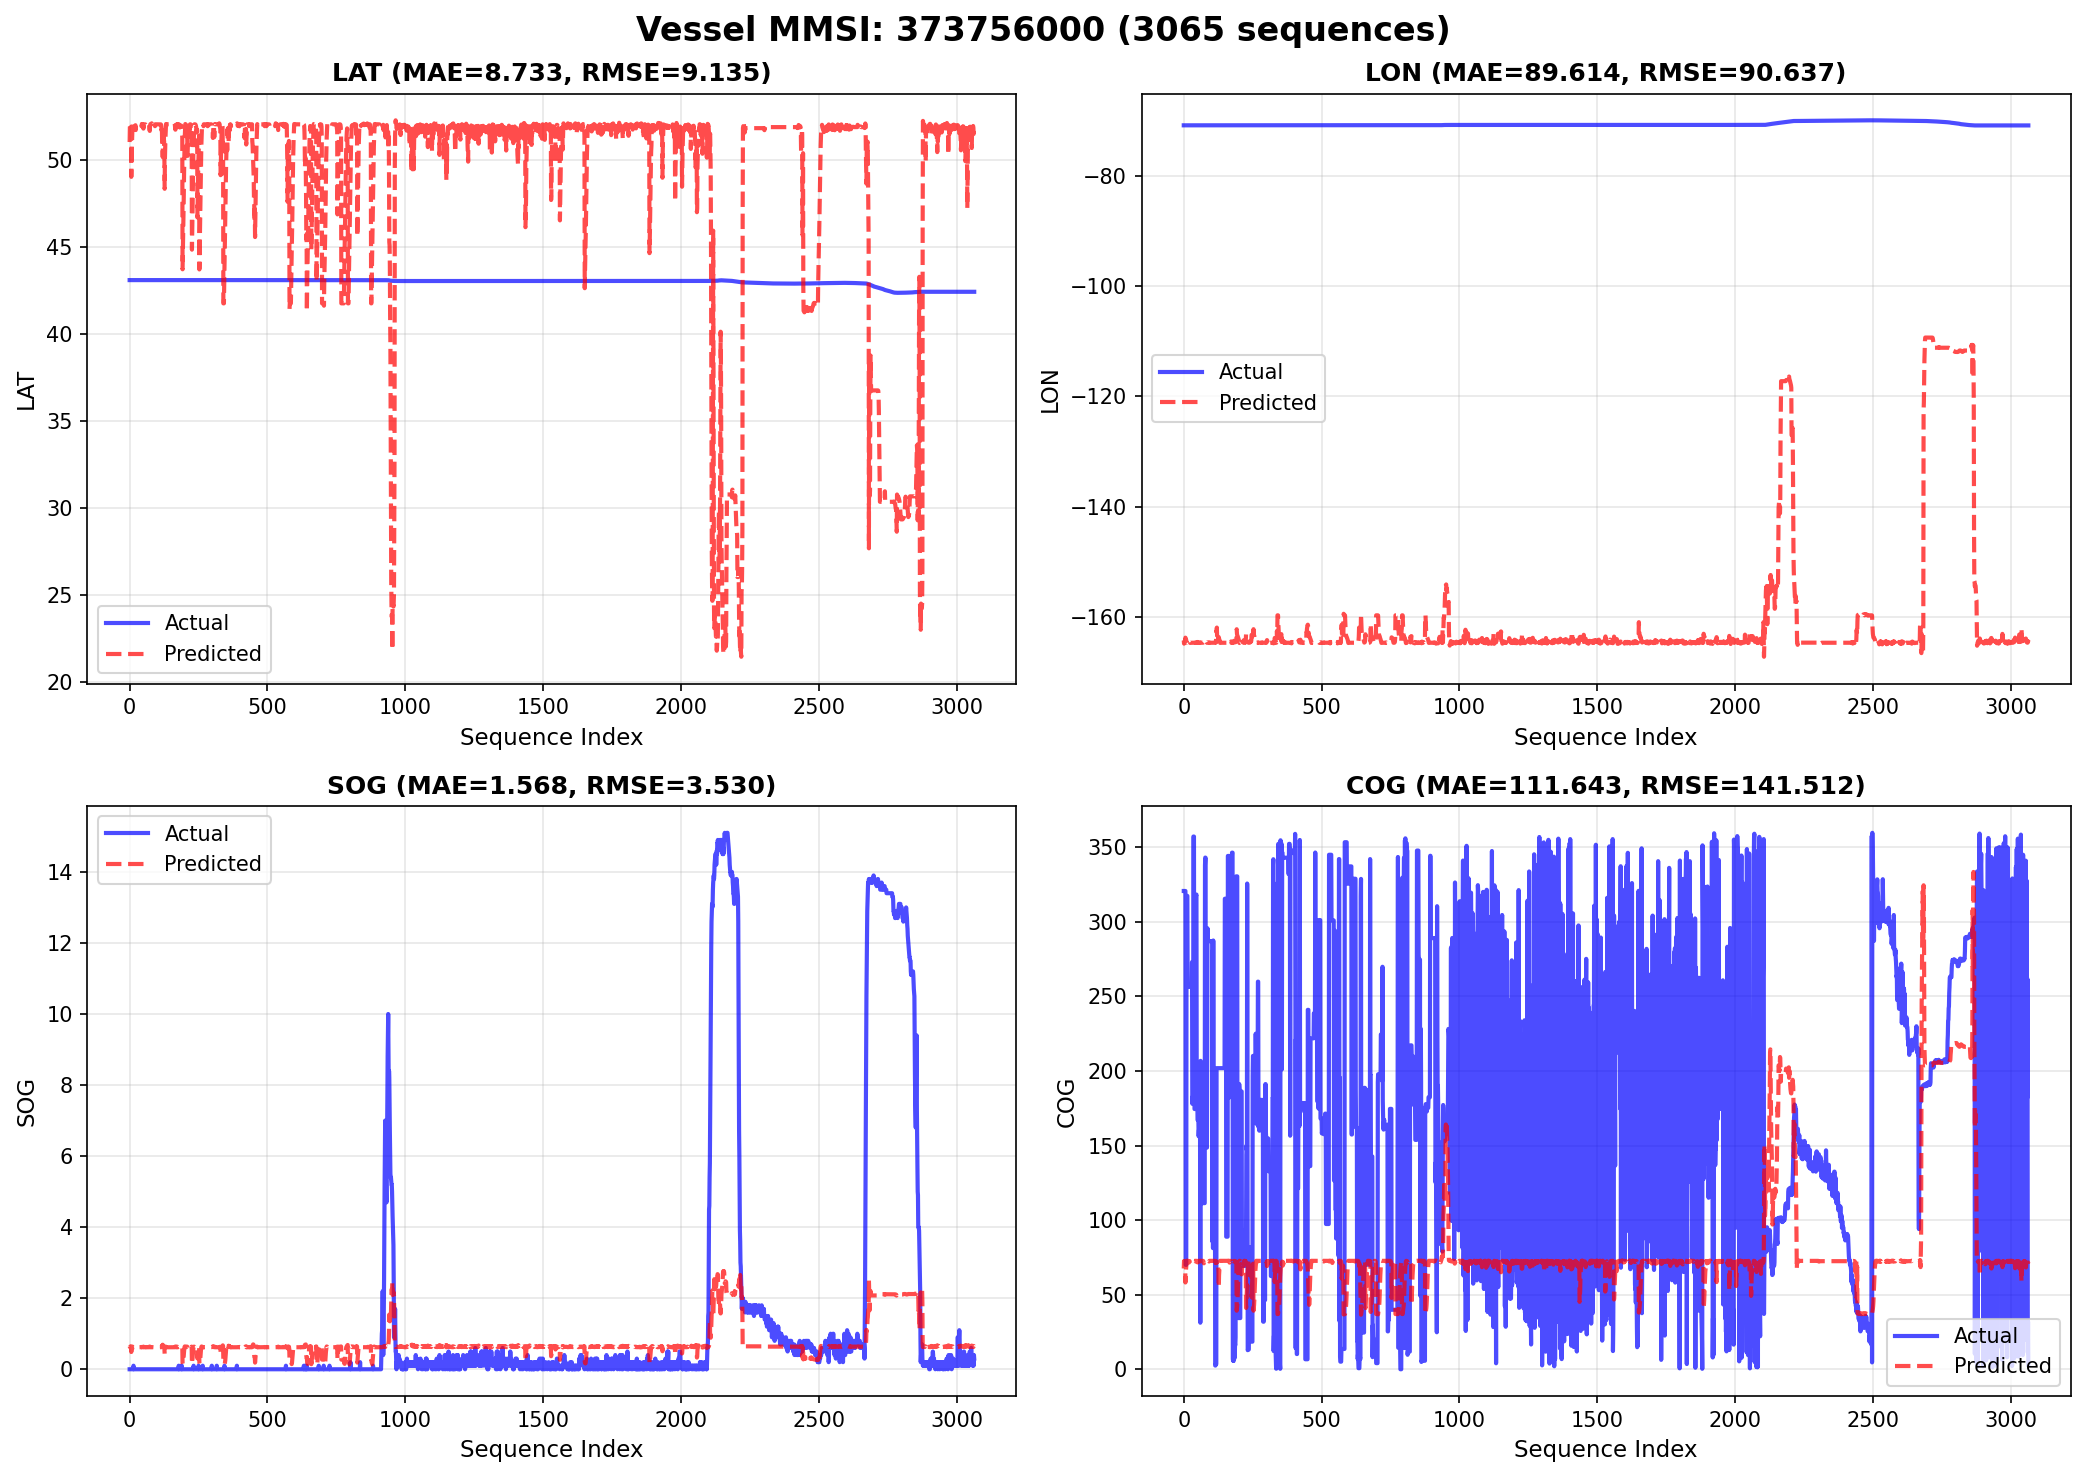 Vessel MMSI: 373756000 (3065 sequences)
LAT (MAE=8.733, RMSE=9.135)
LAT
50
45
40
35
30
25
20
Actual
Predicted
0 500 1000 1500 2000 2500 3000
Sequence Index
LON (MAE=89.614, RMSE=90.637)
LON
−80
−100
−120
−140
−160
Actual
Predicted
0 500 1000 1500 2000 2500 3000
Sequence Index
SOG (MAE=1.568, RMSE=3.530)
SOG
Actual
Predicted
14
12
10
8
6
4
2
0
0 500 1000 1500 2000 2500 3000
Sequence Index
COG (MAE=111.643, RMSE=141.512)
COG
350
300
250
200
150
100
50
0
Actual
Predicted
0 500 1000 1500 2000 2500 3000
Sequence Index